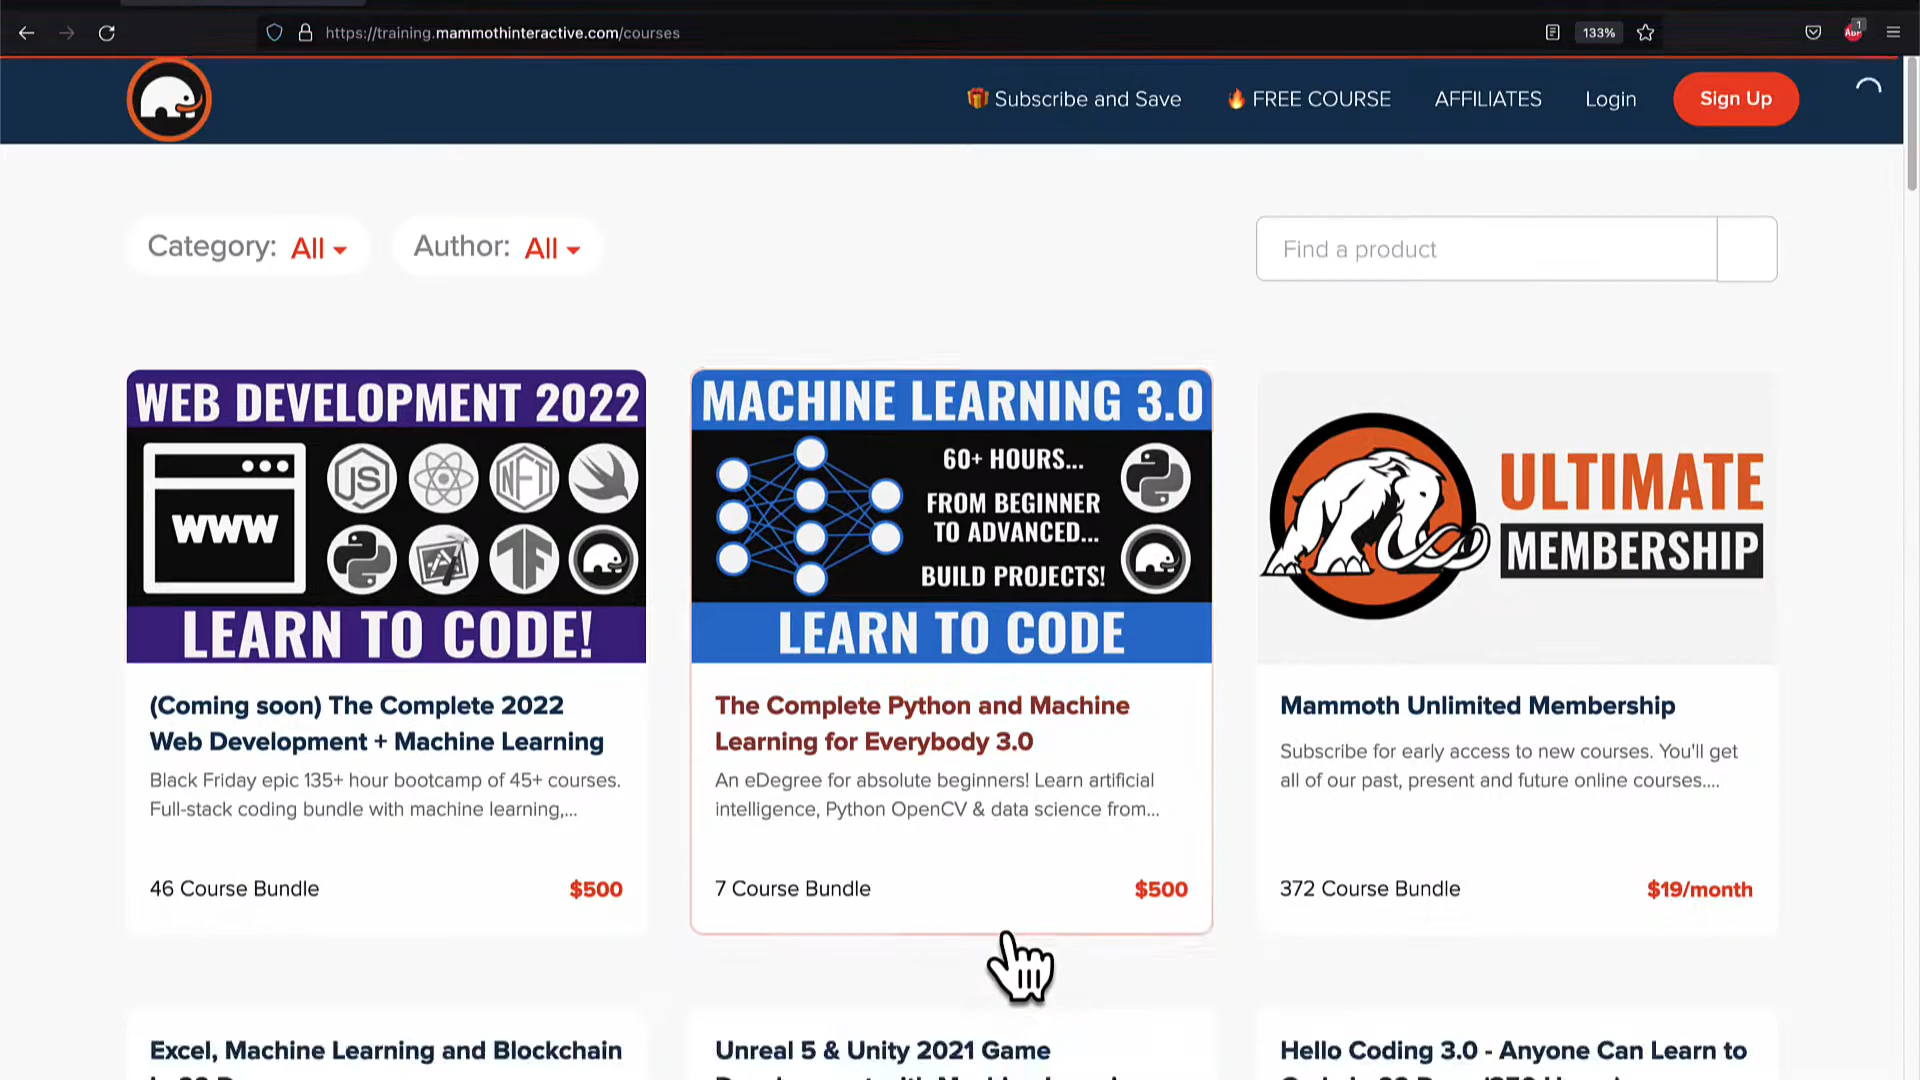 https://training.mammothinteractive.com/courses
133%
1
ABP
🎁 Subscribe and Save
🔥 FREE COURSE
AFFILIATES
Login
Sign Up
Category: All
Author: All
Find a product
WEB DEVELOPMENT 2022
WWW
JS
NFT
TF
LEARN TO CODE!
MACHINE LEARNING 3.0
60+ HOURS...
FROM BEGINNER
TO ADVANCED...
BUILD PROJECTS!
LEARN TO CODE
ULTIMATE
MEMBERSHIP
(Coming soon) The Complete 2022
Web Development + Machine Learning
Black Friday epic 135+ hour bootcamp of 45+ courses.
Full-stack coding bundle with machine learning,...
46 Course Bundle
$500
The Complete Python and Machine
Learning for Everybody 3.0
An eDegree for absolute beginners! Learn artificial
intelligence, Python OpenCV & data science from...
7 Course Bundle
$500
Mammoth Unlimited Membership
Subscribe for early access to new courses. You'll get
all of our past, present and future online courses....
372 Course Bundle
$19/month
Excel, Machine Learning and Blockchain
Unreal 5 & Unity 2021 Game
Hello Coding 3.0 - Anyone Can Learn to